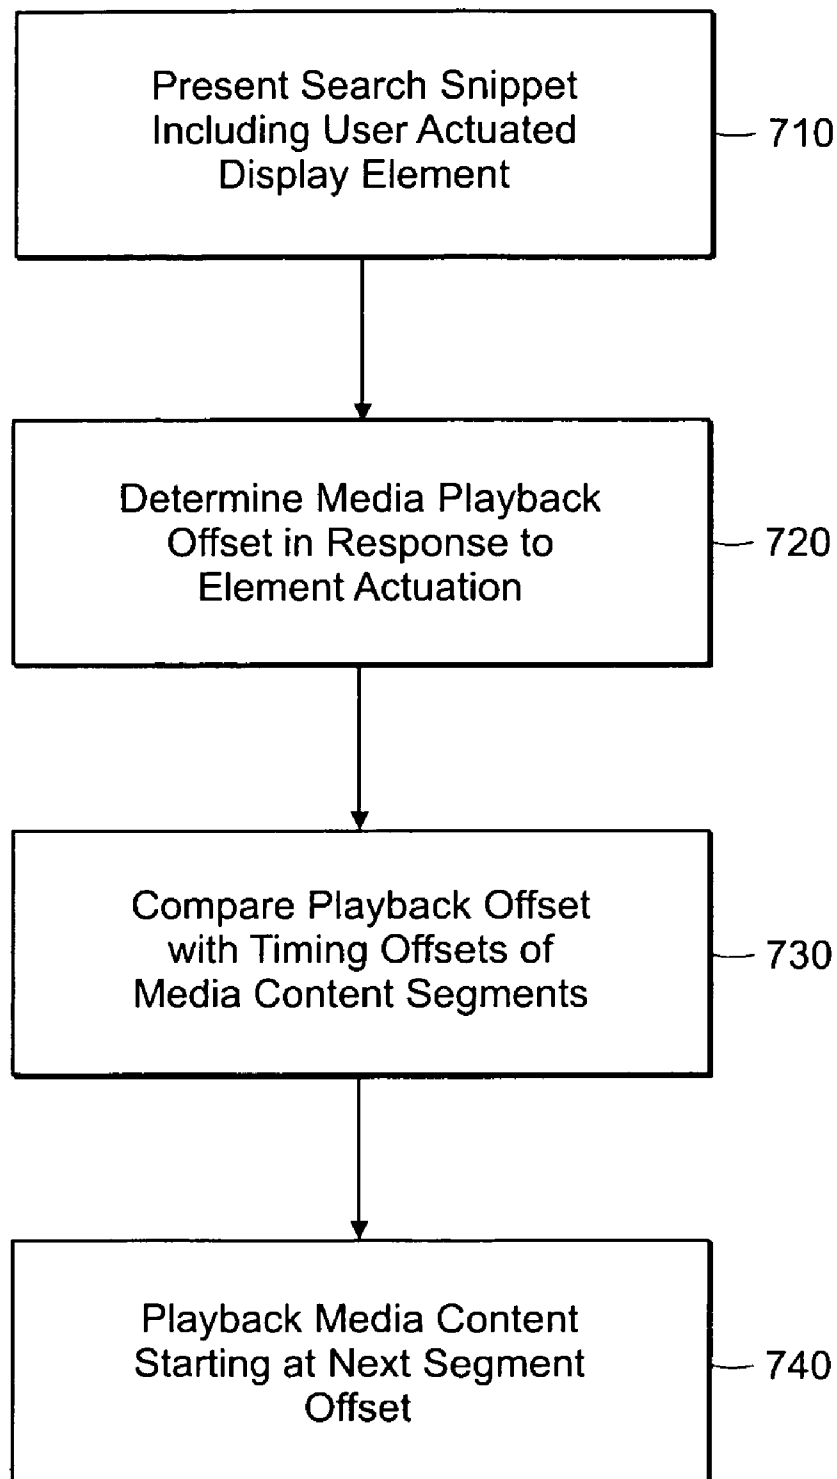 Present Search Snippet
Including User Actuated
Display Element
710
Determine Media Playback
Offset in Response to
Element Actuation
720
Compare Playback Offset
with Timing Offsets of
Media Content Segments
730
Playback Media Content
Starting at Next Segment
Offset
740